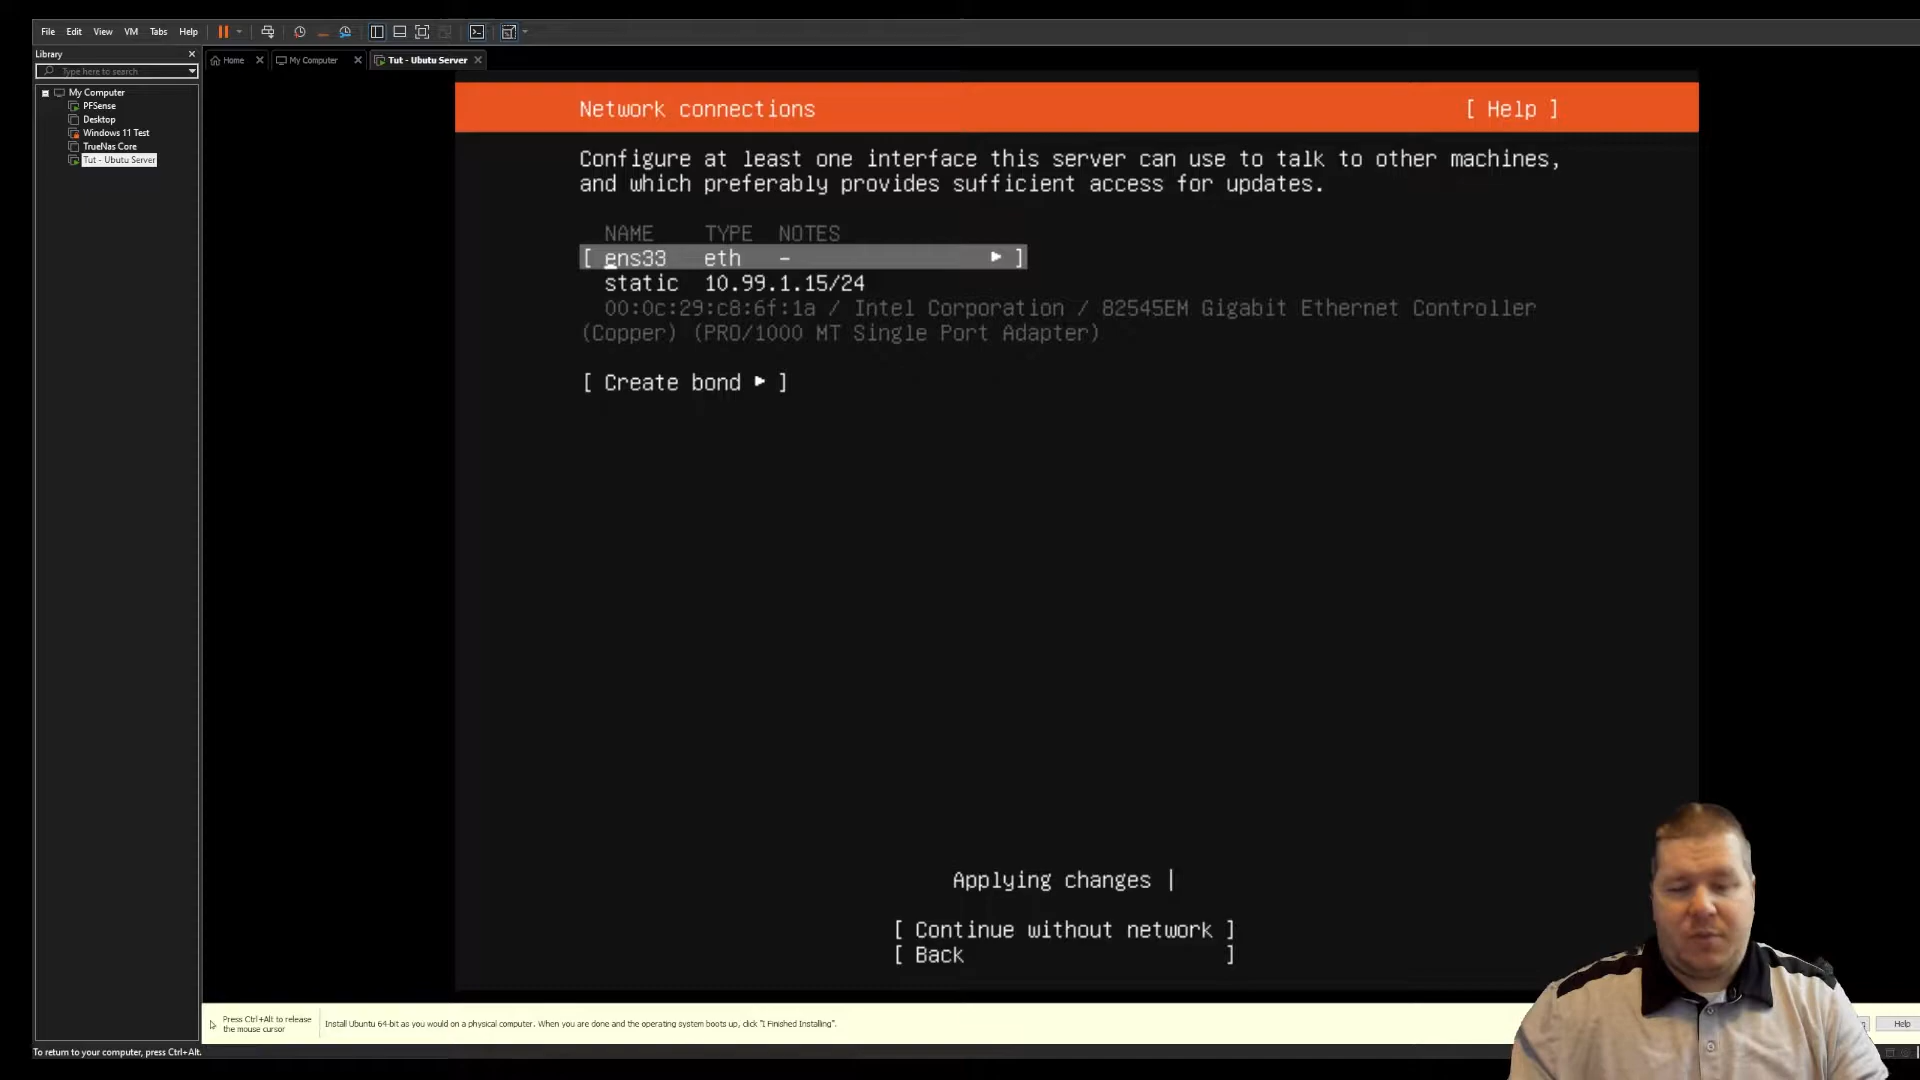 File Edit View VM Tabs Help
Library
Type here to search
My Computer
PFSense
Desktop
Windows 11 Test
TrueNas Core
Tut - Ubutu Server
Home
My Computer
Tut - Ubutu Server
Network connections [ Help ]
Configure at least one interface this server can use to talk to other machines,
and which preferably provides sufficient access for updates.
NAME TYPE NOTES
[ ens33 eth - ▸ ]
static 10.99.1.15/24
00:0c:29:c8:6f:1a / Intel Corporation / 82545EM Gigabit Ethernet Controller
(Copper) (PRO/1000 MT Single Port Adapter)
[ Create bond ▸ ]
Applying changes |
[ Continue without network ]
[ Back ]
Press Ctrl+Alt to release
the mouse cursor
Install Ubuntu 64-bit as you would on a physical computer. When you are done and the operating system boots up, click "I Finished Installing".
Help
To return to your computer, press Ctrl+Alt.